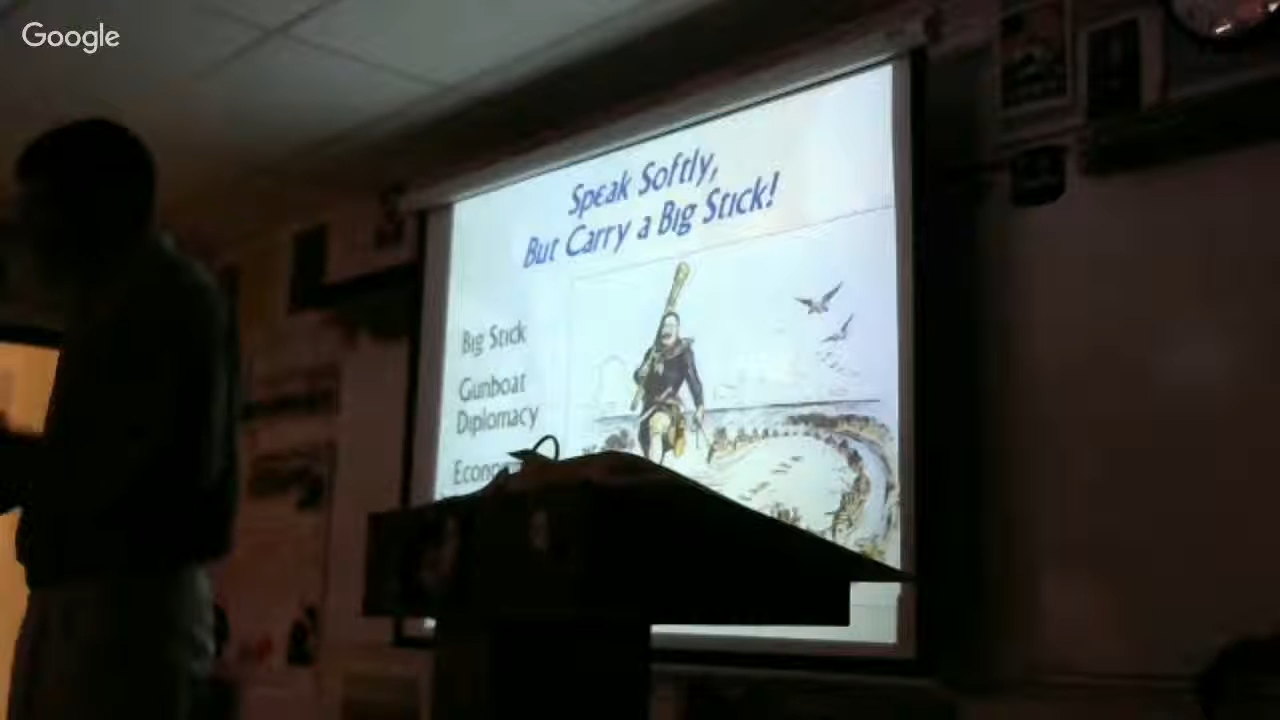 Google
Speak Softly,
But Carry a Big Stick!
Big Stick
Gunboat
Diplomacy